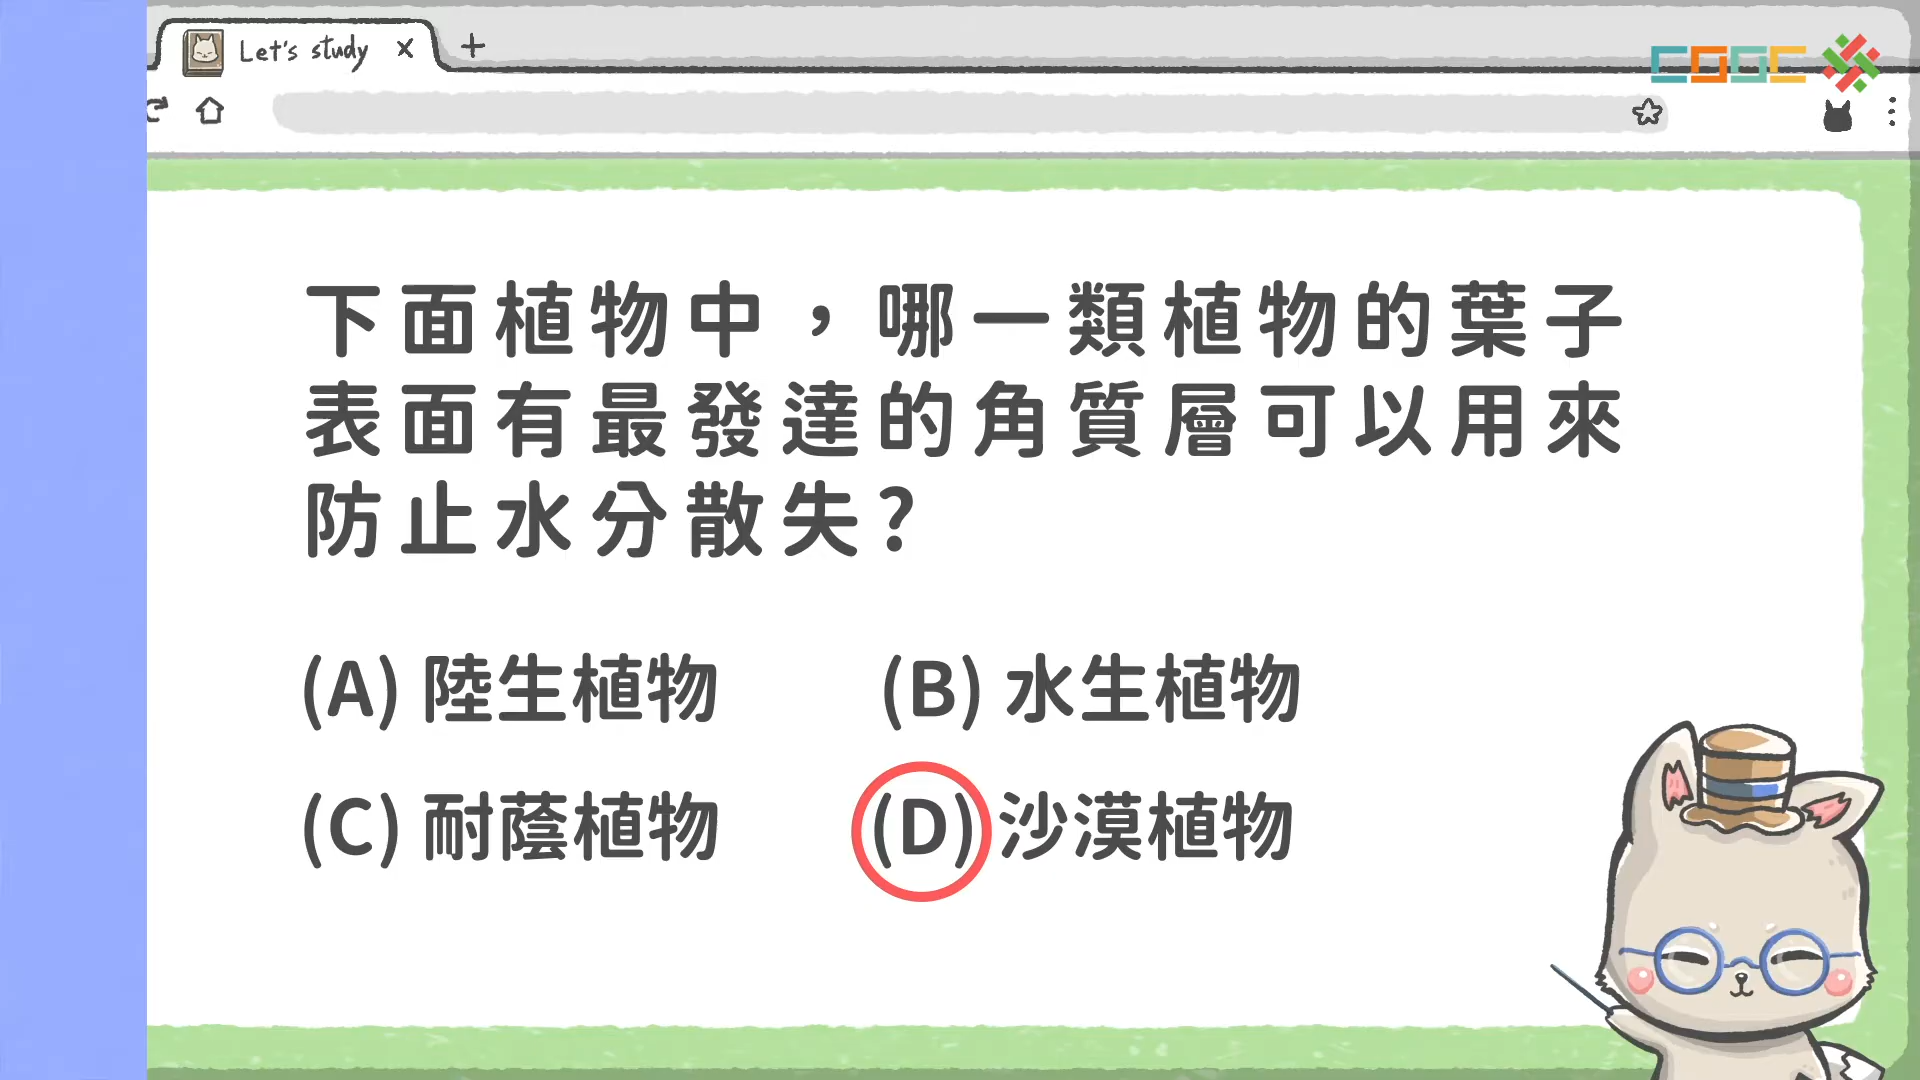 Let's study
CGGC
下面植物中，哪一類植物的葉子
表面有最發達的角質層可以用來
防止水分散失?
(A) 陸生植物
(B) 水生植物
(C) 耐蔭植物
(D) 沙漠植物